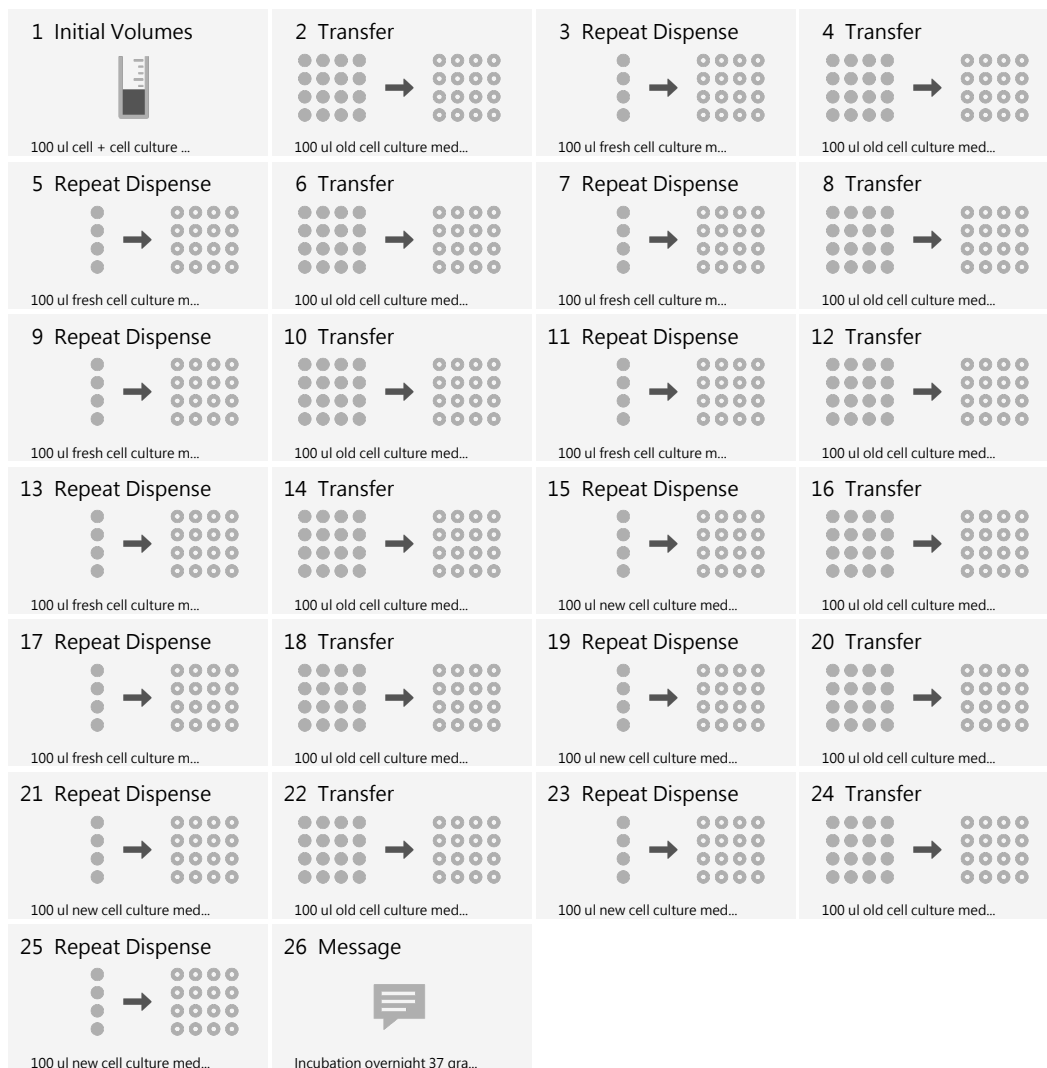 1 Initial Volumes
100 ul cell + cell culture ...
2 Transfer
100 ul old cell culture med...
3 Repeat Dispense
100 ul fresh cell culture m...
4 Transfer
100 ul old cell culture med...
5 Repeat Dispense
100 ul fresh cell culture m...
6 Transfer
100 ul old cell culture med...
7 Repeat Dispense
100 ul fresh cell culture m...
8 Transfer
100 ul old cell culture med...
9 Repeat Dispense
100 ul fresh cell culture m...
10 Transfer
100 ul old cell culture med...
11 Repeat Dispense
100 ul fresh cell culture m...
12 Transfer
100 ul old cell culture med...
13 Repeat Dispense
100 ul fresh cell culture m...
14 Transfer
100 ul old cell culture med...
15 Repeat Dispense
100 ul new cell culture med...
16 Transfer
100 ul old cell culture med...
17 Repeat Dispense
100 ul fresh cell culture m...
18 Transfer
100 ul old cell culture med...
19 Repeat Dispense
100 ul new cell culture med...
20 Transfer
100 ul old cell culture med...
21 Repeat Dispense
100 ul new cell culture med...
22 Transfer
100 ul old cell culture med...
23 Repeat Dispense
100 ul new cell culture med...
24 Transfer
100 ul old cell culture med...
25 Repeat Dispense
100 ul new cell culture med...
26 Message
Incubation overnight 37 gra...